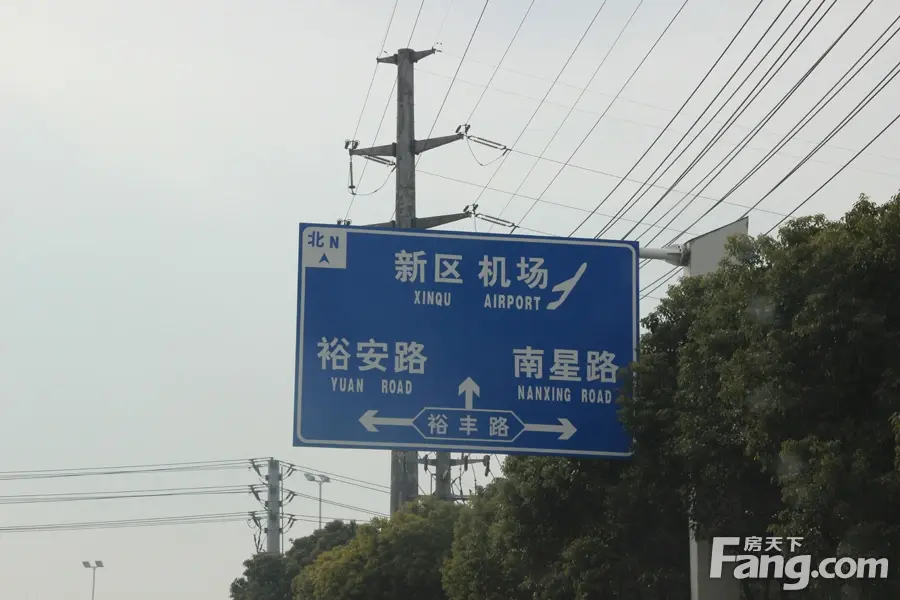 北 N
新区 机场
XINQU AIRPORT
裕安路
YUAN ROAD
南星路
NANXING ROAD
裕丰路
房天下
Fang.com